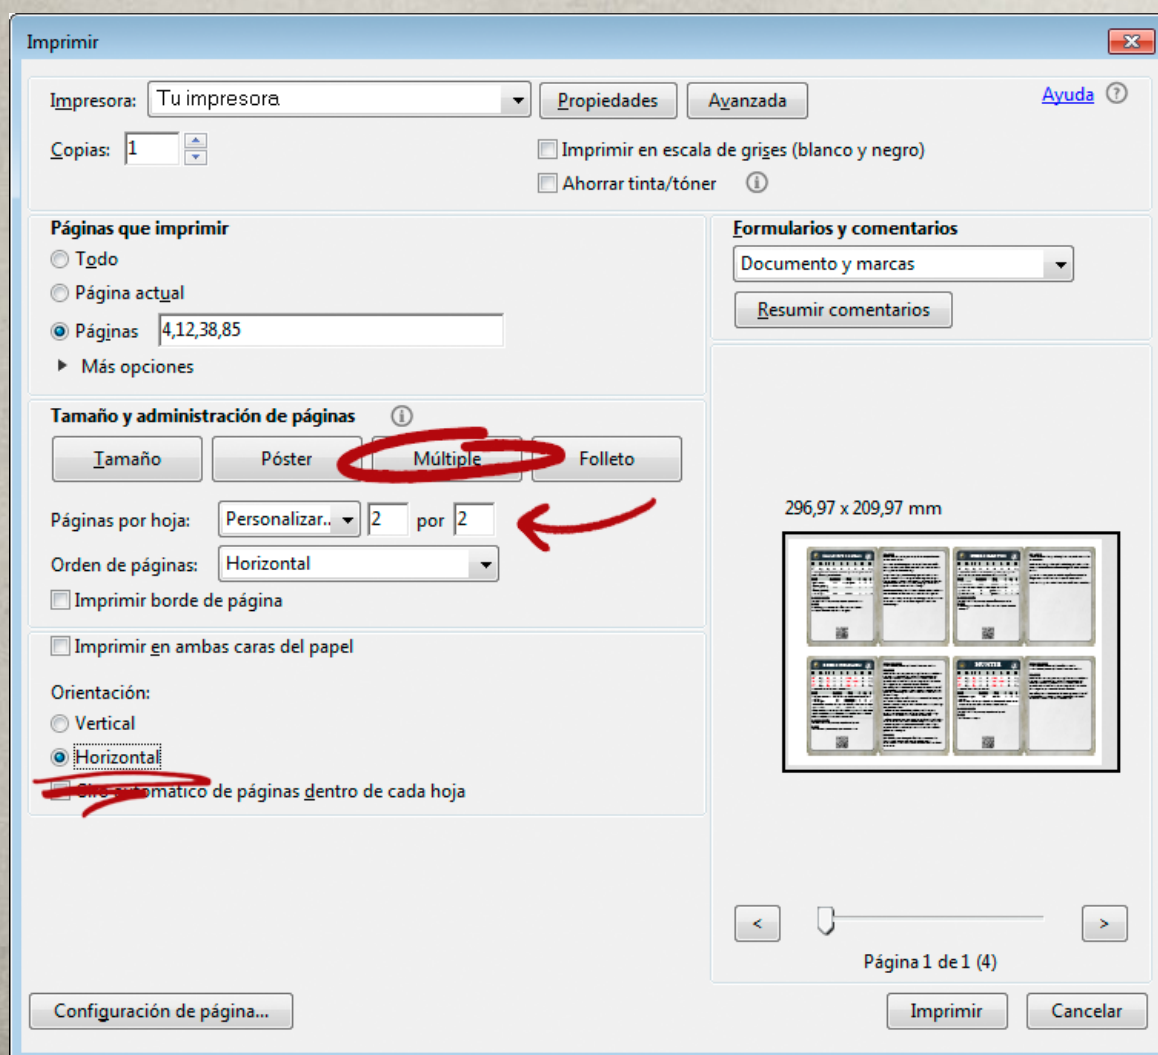 Imprimir
Impresora: Tu impresora Propiedades Avanzada Ayuda ?
Copias: 1 Imprimir en escala de grises (blanco y negro)
Ahorrar tinta/tóner i
Páginas que imprimir
Todo
Página actual
Páginas 4,12,38,85
Más opciones
Formularios y comentarios
Documento y marcas
Resumir comentarios
Tamaño y administración de páginas i
Tamaño Póster Múltiple Folleto
Páginas por hoja: Personalizar.. 2 por 2
Orden de páginas: Horizontal
Imprimir borde de página
Imprimir en ambas caras del papel
Orientación:
Vertical
Horizontal
Giro automático de páginas dentro de cada hoja
296,97 x 209,97 mm
< >
Página 1 de 1 (4)
Configuración de página... Imprimir Cancelar